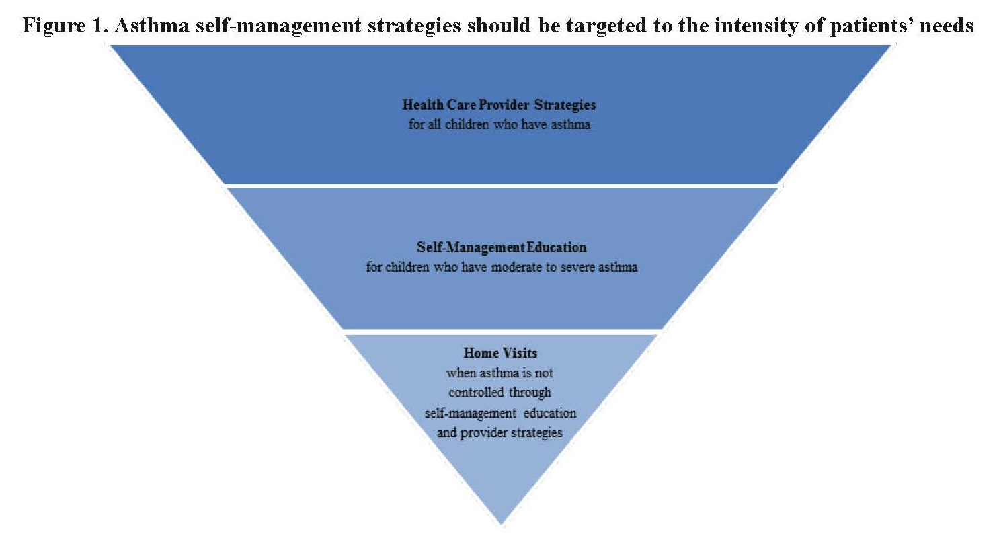 Figure 1. Asthma self-management strategies should be targeted to the intensity of patients’ needs
Health Care Provider Strategies
for all children who have asthma
Self-Management Education
for children who have moderate to severe asthma
Home Visits
when asthma is not
controlled through
self-management education
and provider strategies